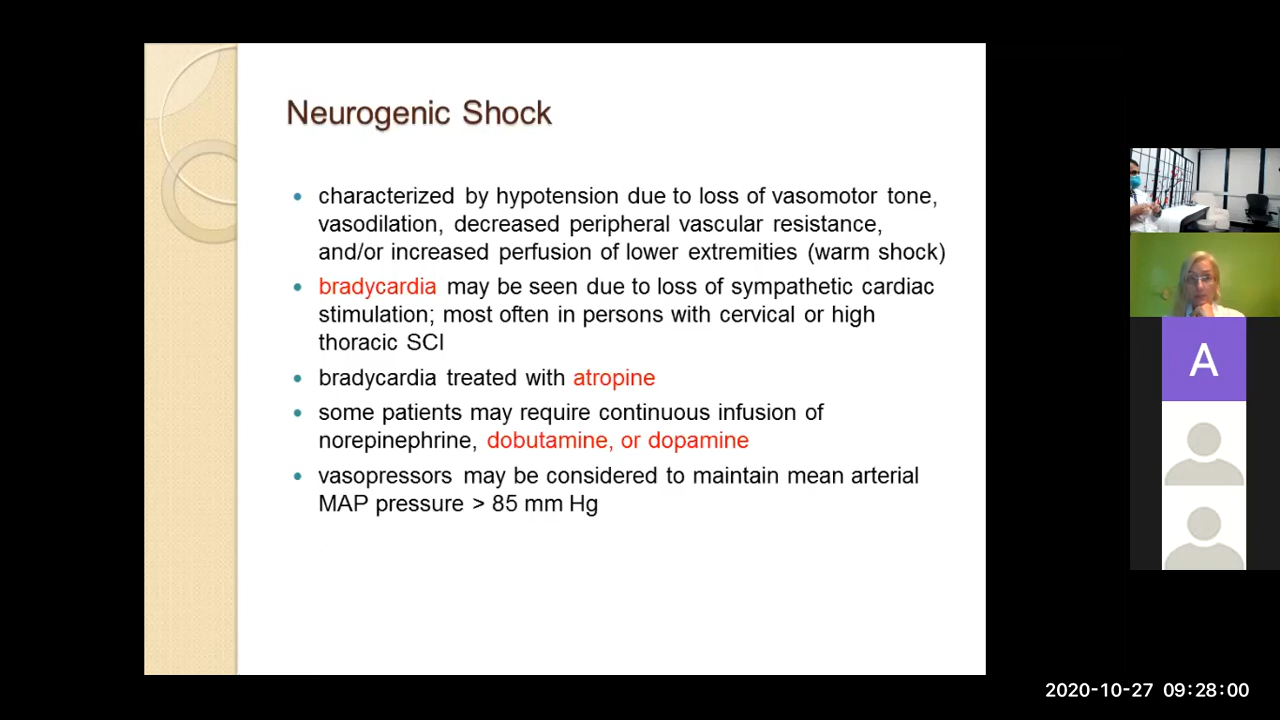 Neurogenic Shock
• characterized by hypotension due to loss of vasomotor tone,
vasodilation, decreased peripheral vascular resistance,
and/or increased perfusion of lower extremities (warm shock)
• bradycardia may be seen due to loss of sympathetic cardiac
stimulation; most often in persons with cervical or high
thoracic SCI
• bradycardia treated with atropine
• some patients may require continuous infusion of
norepinephrine, dobutamine, or dopamine
• vasopressors may be considered to maintain mean arterial
MAP pressure > 85 mm Hg
A
2020-10-27 09:28:00